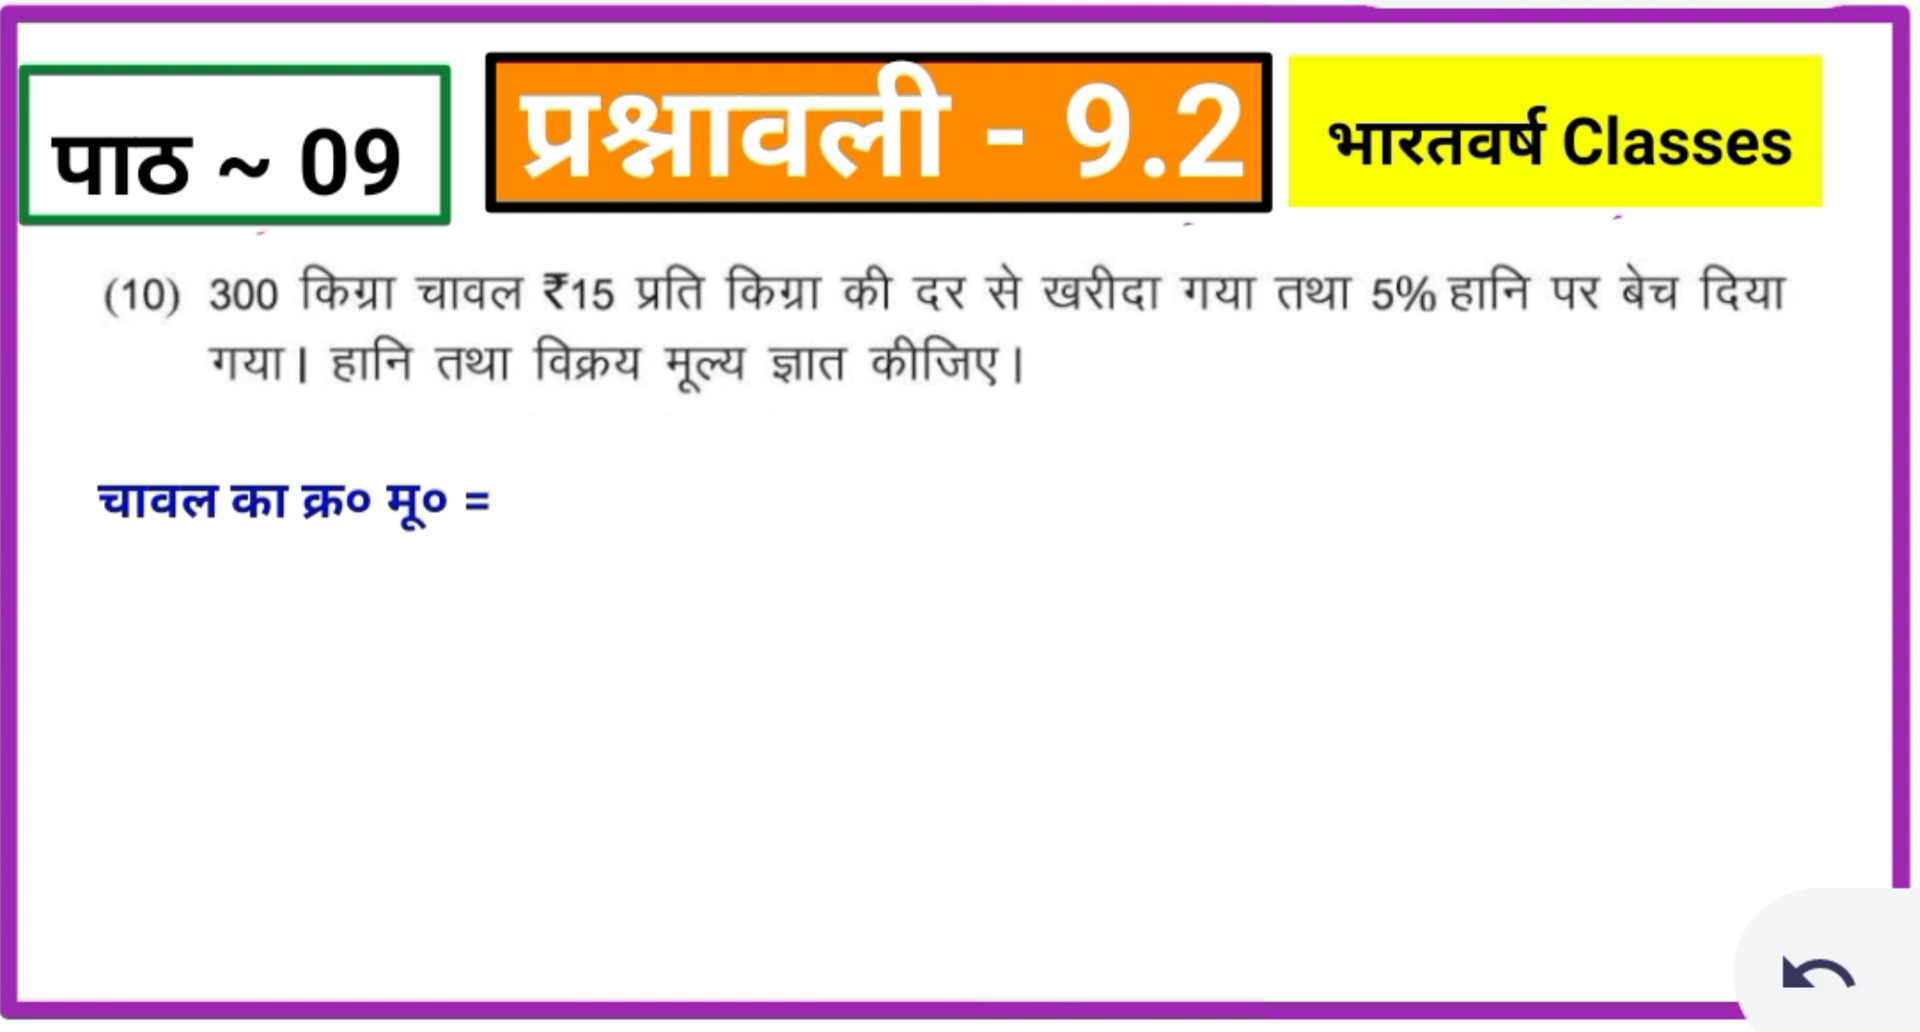 पाठ ~ 09
प्रश्नावली - 9.2
भारतवर्ष Classes
(10) 300 किग्रा चावल ₹15 प्रति किग्रा की दर से खरीदा गया तथा 5% हानि पर बेच दिया
गया। हानि तथा विक्रय मूल्य ज्ञात कीजिए।
चावल का क्र० मू० =